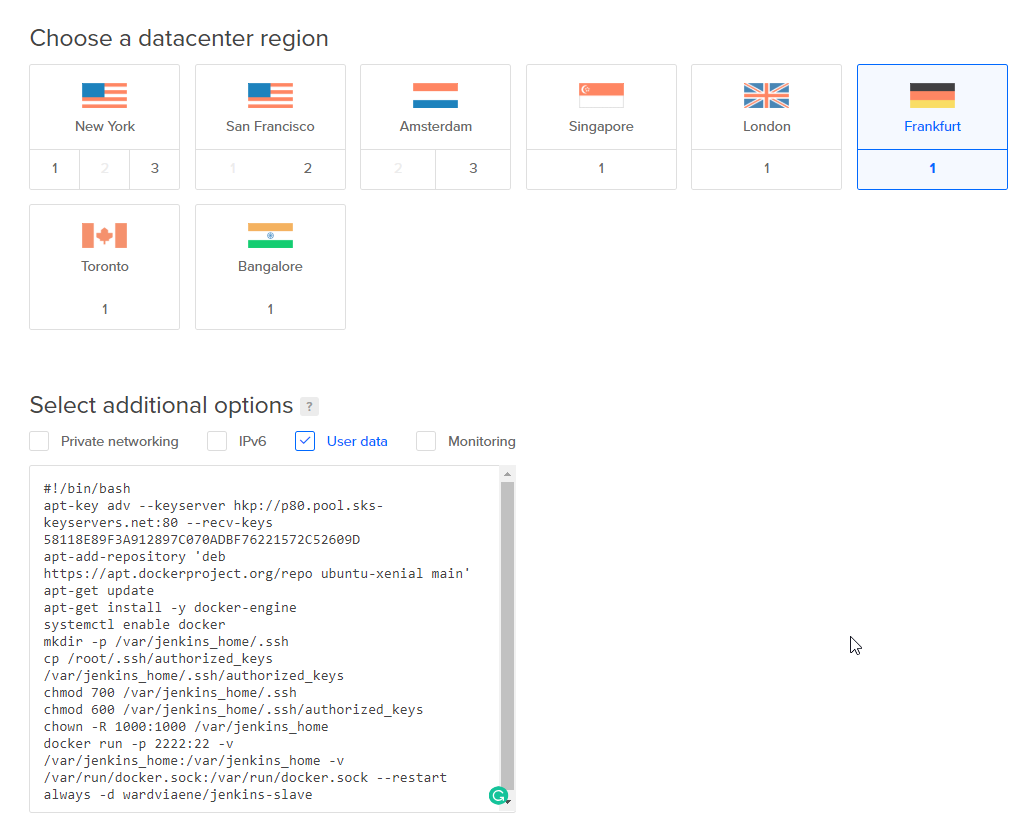 Choose a datacenter region
New York
San Francisco
Amsterdam
Singapore
London
Frankfurt
1 2 3
1 2
2 3
1
1
1
Toronto
Bangalore
1
1
Select additional options ?
Private networking
IPv6
User data
Monitoring
#!/bin/bash
apt-key adv --keyserver hkp://p80.pool.sks-
keyservers.net:80 --recv-keys
58118E89F3A912897C070ADBF76221572C52609D
apt-add-repository 'deb
https://apt.dockerproject.org/repo ubuntu-xenial main'
apt-get update
apt-get install -y docker-engine
systemctl enable docker
mkdir -p /var/jenkins_home/.ssh
cp /root/.ssh/authorized_keys
/var/jenkins_home/.ssh/authorized_keys
chmod 700 /var/jenkins_home/.ssh
chmod 600 /var/jenkins_home/.ssh/authorized_keys
chown -R 1000:1000 /var/jenkins_home
docker run -p 2222:22 -v
/var/jenkins_home:/var/jenkins_home -v
/var/run/docker.sock:/var/run/docker.sock --restart
always -d wardviaene/jenkins-slave